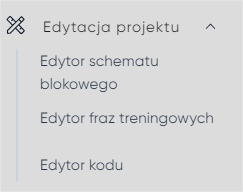 Edytacja projektu
Edytor schematu
blokowego
Edytor fraz treningowych
Edytor kodu